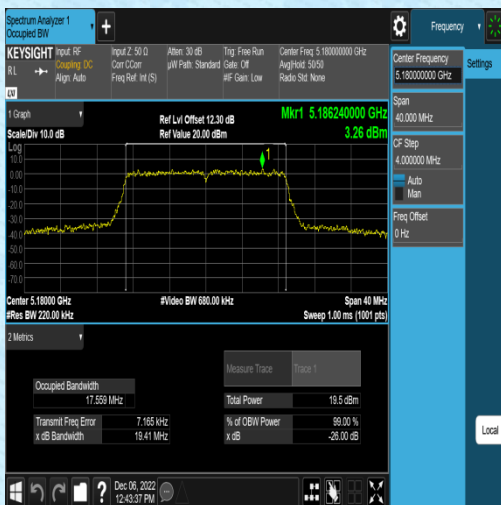 Spectrum Analyzer 1
Occupied BW
+
Frequency
KEYSIGHT
Input: RF
Coupling: DC
Align: Auto
Input Z: 50 Ω
Corr CCorr
Freq Ref: Int (S)
Atten: 30 dB
µW Path: Standard
Trig: Free Run
Gate: Off
#IF Gain: Low
Center Freq: 5.180000000 GHz
Avg|Hold: 50/50
Radio Std: None
R L
1 Graph
Scale/Div 10.0 dB
Ref Lvl Offset 12.30 dB
Ref Value 20.00 dBm
Mkr1 5.186240000 GHz
3.26 dBm
Log
10.0
0.00
-10.0
-20.0
-30.0
-40.0
-50.0
-60.0
-70.0
1
Center 5.18000 GHz
#Res BW 220.00 kHz
#Video BW 680.00 kHz
Span 40 MHz
Sweep 1.00 ms (1001 pts)
2 Metrics
Measure Trace
Trace 1
Occupied Bandwidth
17.559 MHz
Total Power
19.5 dBm
Transmit Freq Error
7.165 kHz
% of OBW Power
99.00 %
x dB Bandwidth
19.41 MHz
x dB
-26.00 dB
?
Dec 06, 2022
12:43:37 PM
Center Frequency
5.180000000 GHz
Settings
Span
40.000 MHz
CF Step
4.000000 MHz
Auto
Man
Freq Offset
0 Hz
Local